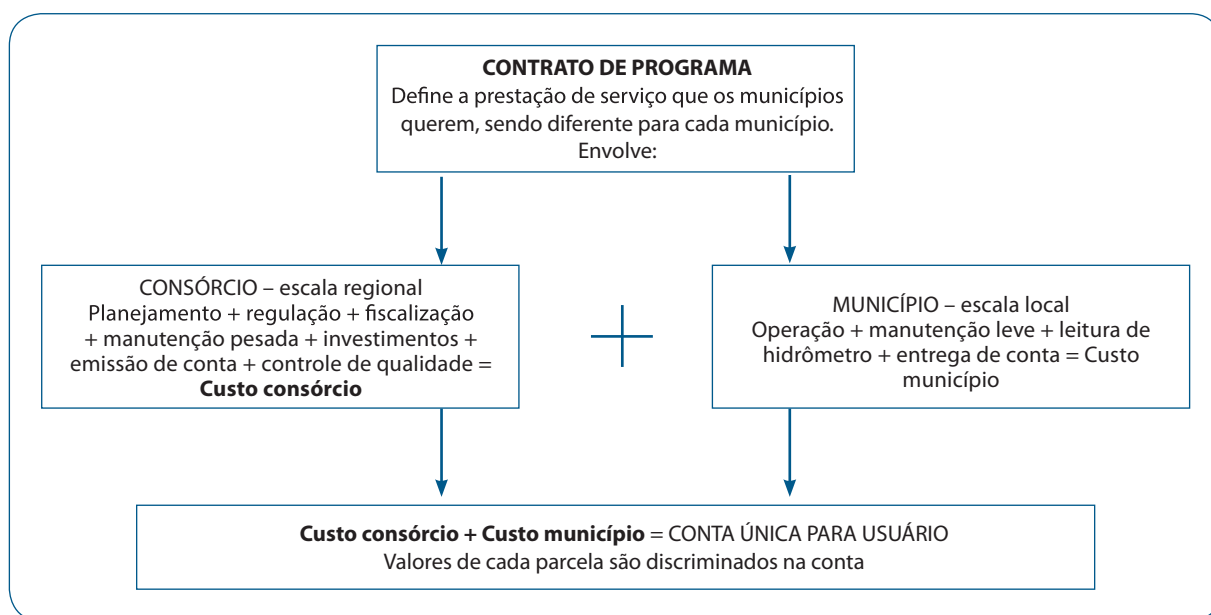 CONTRATO DE PROGRAMA
Define a prestação de serviço que os municípios
querem, sendo diferente para cada município.
Envolve:
CONSÓRCIO – escala regional
Planejamento + regulação + fiscalização
+ manutenção pesada + investimentos +
emissão de conta + controle de qualidade =
Custo consórcio
MUNICÍPIO – escala local
Operação + manutenção leve + leitura de
hidrômetro + entrega de conta = Custo
município
Custo consórcio + Custo município = CONTA ÚNICA PARA USUÁRIO
Valores de cada parcela são discriminados na conta